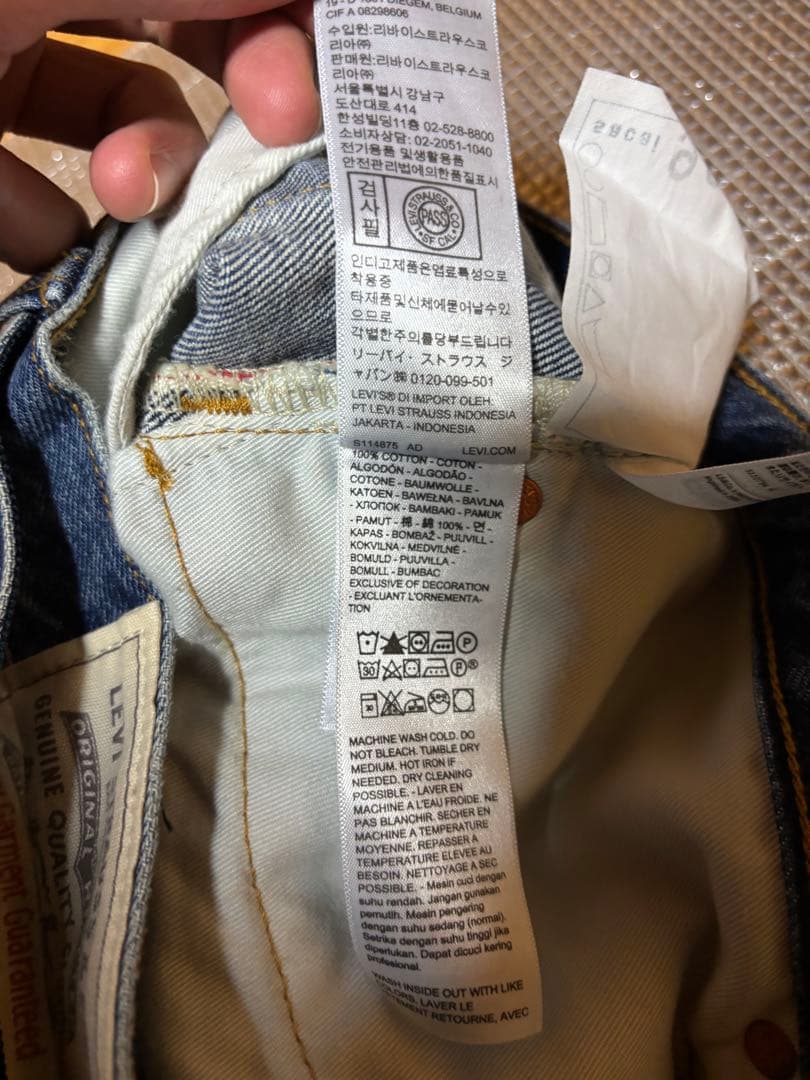 19 - D 1831 DIEGEM, BELGIUM
CIF A 08298606
수입원:리바이스트라우스코
리아㈜
판매원:리바이스트라우스코
리아㈜
서울특별시 강남구
도산대로 414
한성빌딩11층 02-528-8800
소비자상담: 02-2051-1040
전기용품 및생활용품
안전관리법에의한품질표시
검사필
LEVI STRAUSS & CO
PASS
S.F. CAL.
인디고제품은염료특성으로
착용중
타제품및신체에묻어날수있
으므로
각별한주의를당부드립니다
リーバイ・ ストラウス ジ
ャパン㈱ 0120-099-501
LEVI'S® DI IMPORT OLEH:
PT LEVI STRAUSS INDONESIA
JAKARTA - INDONESIA
S114875 AD LEVI.COM
100% COTTON - COTON -
ALGODÓN - ALGODÃO -
COTONE - BAUMWOLLE -
KATOEN - BAWEŁNA - BAVLNA
- ХЛОПОК - BAMBAKI - PAMUK
- PAMUT - 棉 - 綿 100% - 면 -
KAPAS - BOMBAŽ - PUUVILL -
KOKVILNA - MEDVILNĖ -
BOMULD - PUUVILLA -
BOMULL - BUMBAC
EXCLUSIVE OF DECORATION
- EXCLUANT L'ORNEMENTA-
TION
P
30 P
30
MACHINE WASH COLD. DO
NOT BLEACH. TUMBLE DRY
MEDIUM. HOT IRON IF
NEEDED. DRY CLEANING
POSSIBLE. - LAVER EN
MACHINE A L'EAU FROIDE. NE
PAS BLANCHIR. SECHER EN
MACHINE A TEMPERATURE
MOYENNE. REPASSER A
TEMPERATURE ELEVEE AU
BESOIN. NETTOYAGE A SEC
POSSIBLE. - Mesin cuci dengan
suhu rendah. Jangan gunakan
pemutih. Mesin pengering
dengan suhu sedang (normal).
Setrika dengan suhu tinggi jika
diperlukan. Dapat dicuci kering
profesional.
WASH INSIDE OUT WITH LIKE
COLORS. LAVER LE
VETEMENT RETOURNE, AVEC
sacai
LEVI STRAUSS
ORIGINAL
GENUINE QUALITY
Garment Guaranteed